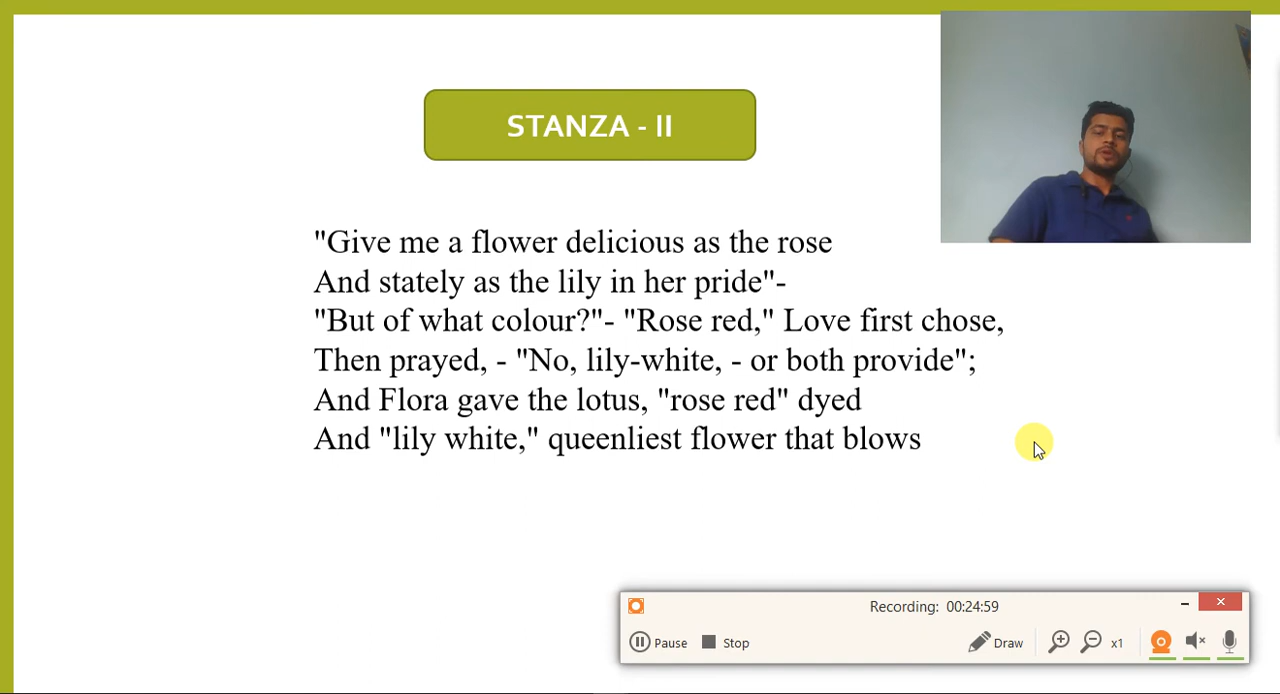 STANZA - II
"Give me a flower delicious as the rose
And stately as the lily in her pride"-
"But of what colour?"- "Rose red," Love first chose,
Then prayed, - "No, lily-white, - or both provide";
And Flora gave the lotus, "rose red" dyed
And "lily white," queenliest flower that blows
Recording: 00:24:59
Pause Stop Draw x1